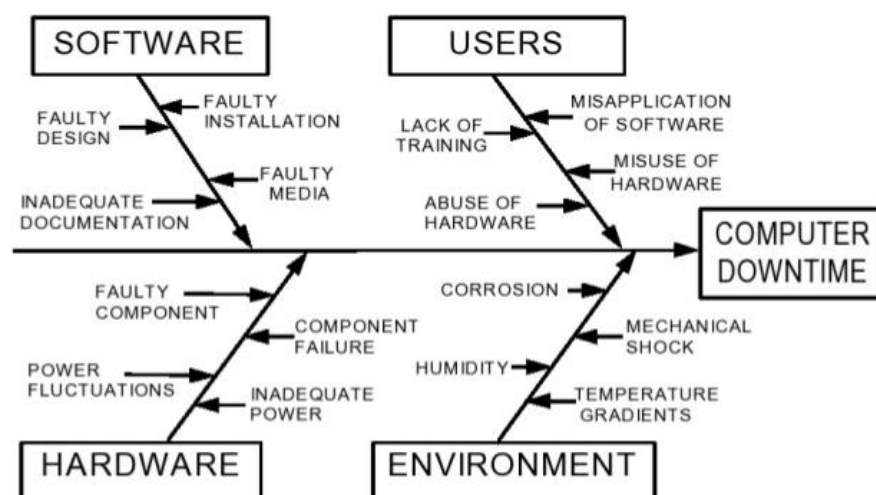 SOFTWARE
USERS
FAULTY
INSTALLATION
FAULTY
DESIGN
FAULTY
MEDIA
INADEQUATE
DOCUMENTATION
MISAPPLICATION
OF SOFTWARE
LACK OF
TRAINING
MISUSE OF
HARDWARE
ABUSE OF
HARDWARE
COMPUTER
DOWNTIME
FAULTY
COMPONENT
COMPONENT
FAILURE
POWER
FLUCTUATIONS
INADEQUATE
POWER
CORROSION
MECHANICAL
SHOCK
HUMIDITY
TEMPERATURE
GRADIENTS
HARDWARE
ENVIRONMENT